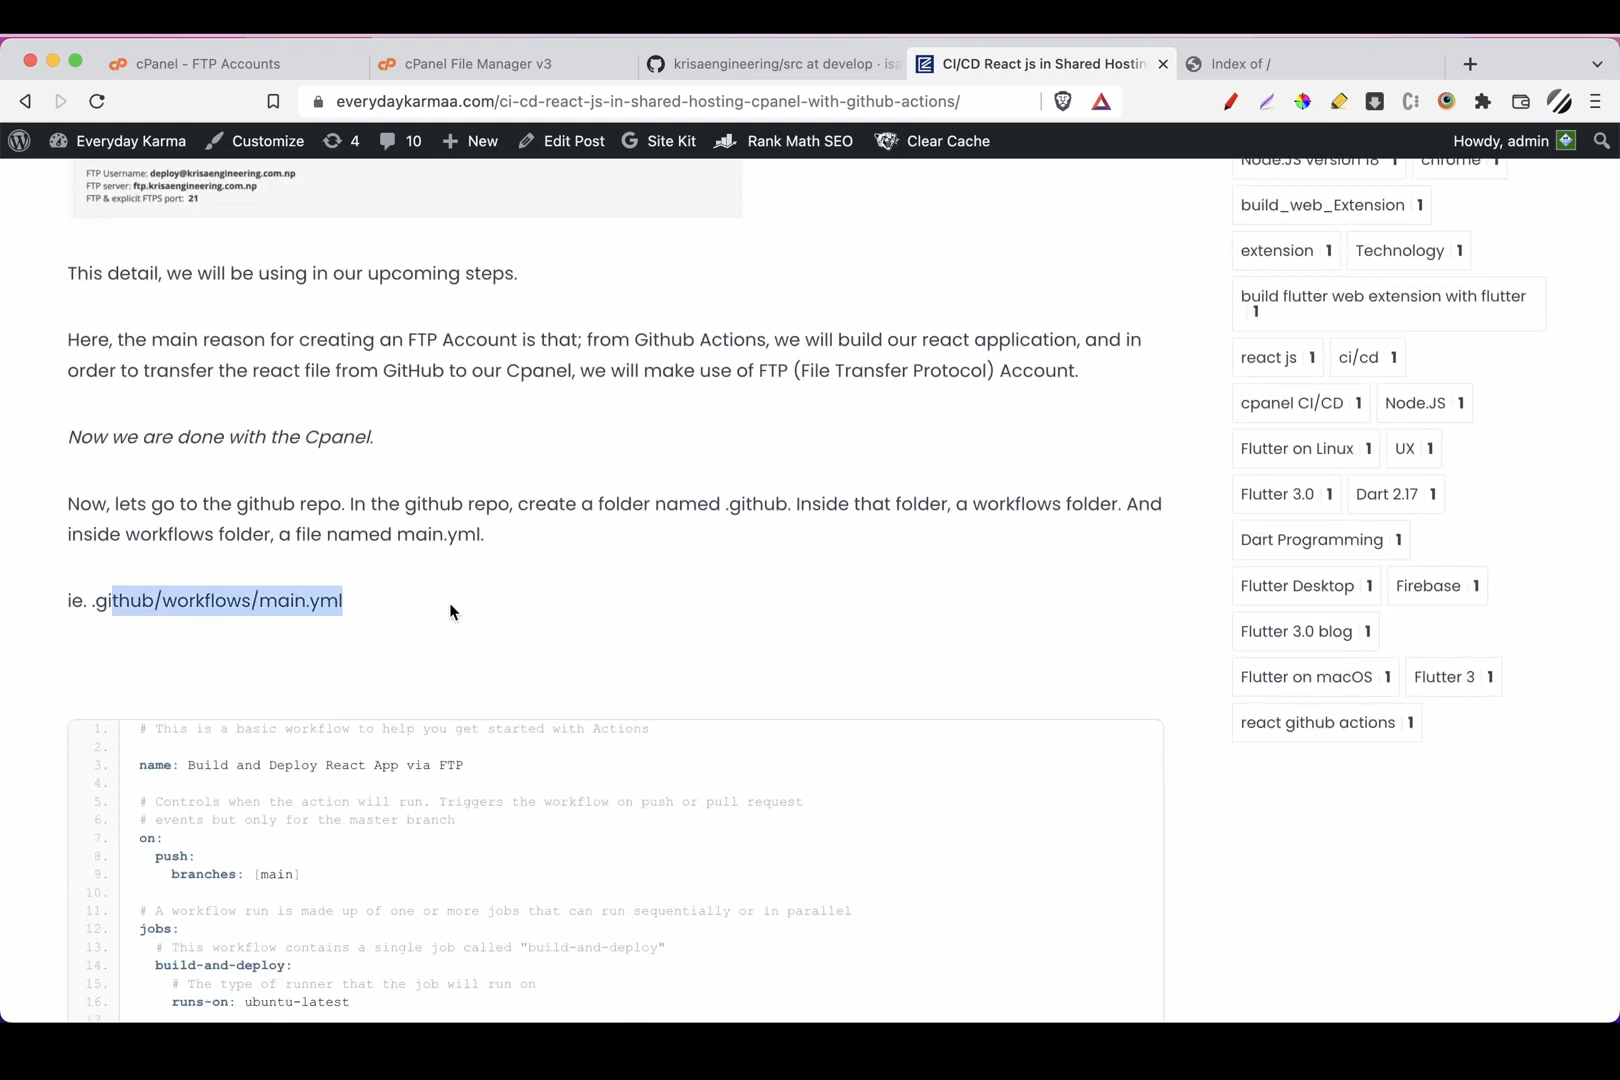 cPanel - FTP Accounts
cPanel File Manager v3
krisaengineering/src at develop · isa
CI/CD React js in Shared Hostin
Index of /
everydaykarmaa.com/ci-cd-react-js-in-shared-hosting-cpanel-with-github-actions/
Everyday Karma
Customize
4
10
New
Edit Post
Site Kit
Rank Math SEO
Clear Cache
Howdy, admin
FTP Username: deploy@krisaengineering.com.np
FTP server: ftp.krisaengineering.com.np
FTP & explicit FTPS port: 21
This detail, we will be using in our upcoming steps.
Here, the main reason for creating an FTP Account is that; from Github Actions, we will build our react application, and in
order to transfer the react file from GitHub to our Cpanel, we will make use of FTP (File Transfer Protocol) Account.
Now we are done with the Cpanel.
Now, lets go to the github repo. In the github repo, create a folder named .github. Inside that folder, a workflows folder. And
inside workflows folder, a file named main.yml.
ie. .github/workflows/main.yml
1. # This is a basic workflow to help you get started with Actions
2.
3. name: Build and Deploy React App via FTP
4.
5. # Controls when the action will run. Triggers the workflow on push or pull request
6. # events but only for the master branch
7. on:
8. push:
9. branches: [main]
10.
11. # A workflow run is made up of one or more jobs that can run sequentially or in parallel
12. jobs:
13. # This workflow contains a single job called "build-and-deploy"
14. build-and-deploy:
15. # The type of runner that the job will run on
16. runs-on: ubuntu-latest
Node.JS version 18 1 chrome 1
build_web_Extension 1
extension 1 Technology 1
build flutter web extension with flutter
1
react js 1 ci/cd 1
cpanel CI/CD 1 Node.JS 1
Flutter on Linux 1 UX 1
Flutter 3.0 1 Dart 2.17 1
Dart Programming 1
Flutter Desktop 1 Firebase 1
Flutter 3.0 blog 1
Flutter on macOS 1 Flutter 3 1
react github actions 1